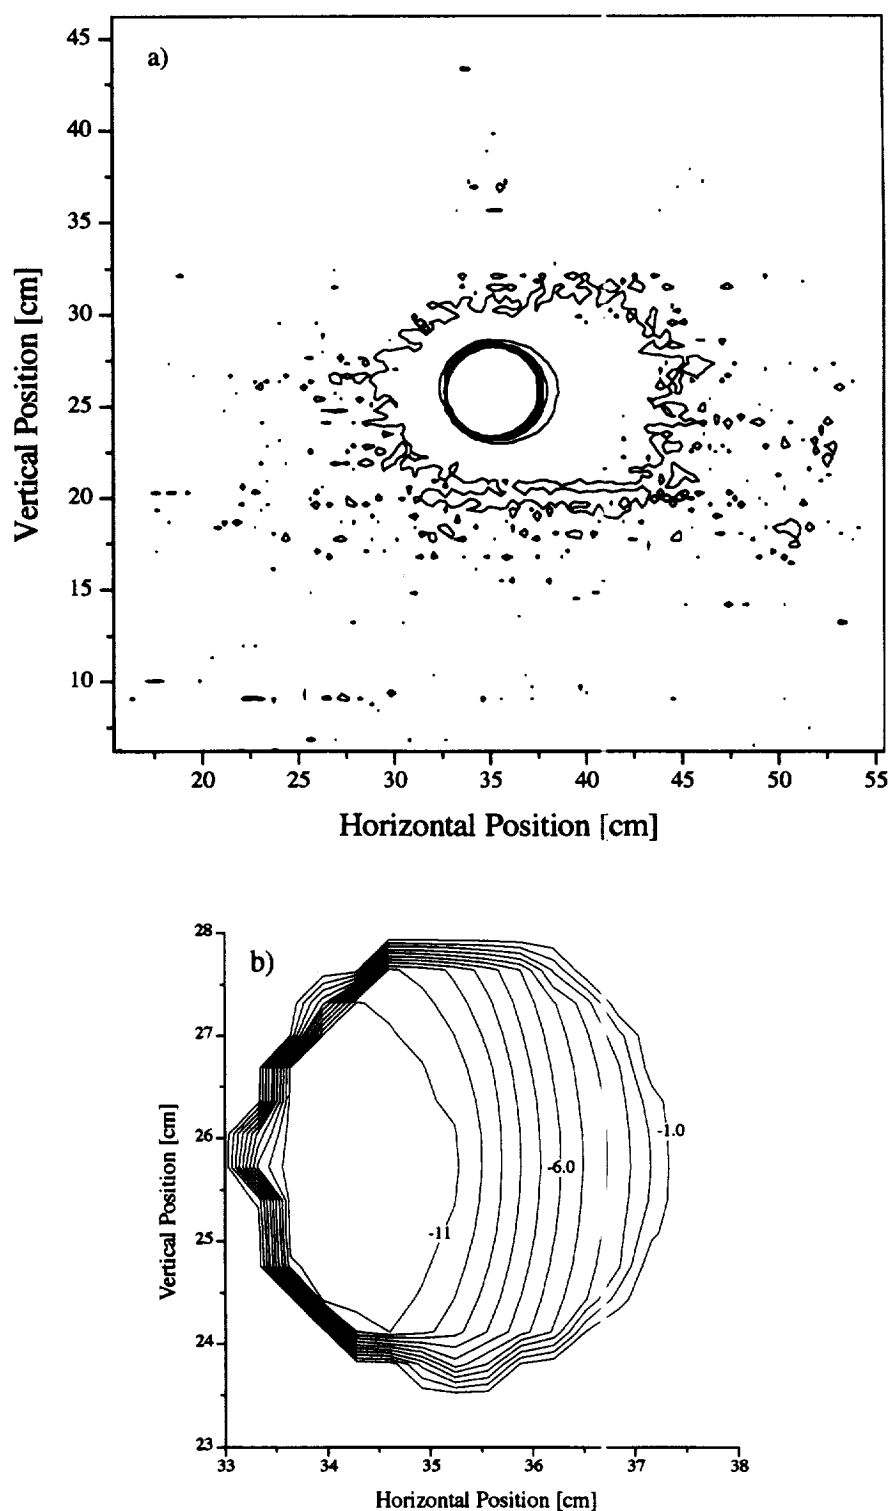 a)
45
40
35
30
25
20
15
10
Vertical Position [cm]
20 25 30 35 40 45 50 55
Horizontal Position [cm]
b)
28
27
26
25
24
23
Vertical Position [cm]
-1.0
-6.0
-11
33 34 35 36 37 38
Horizontal Position [cm]